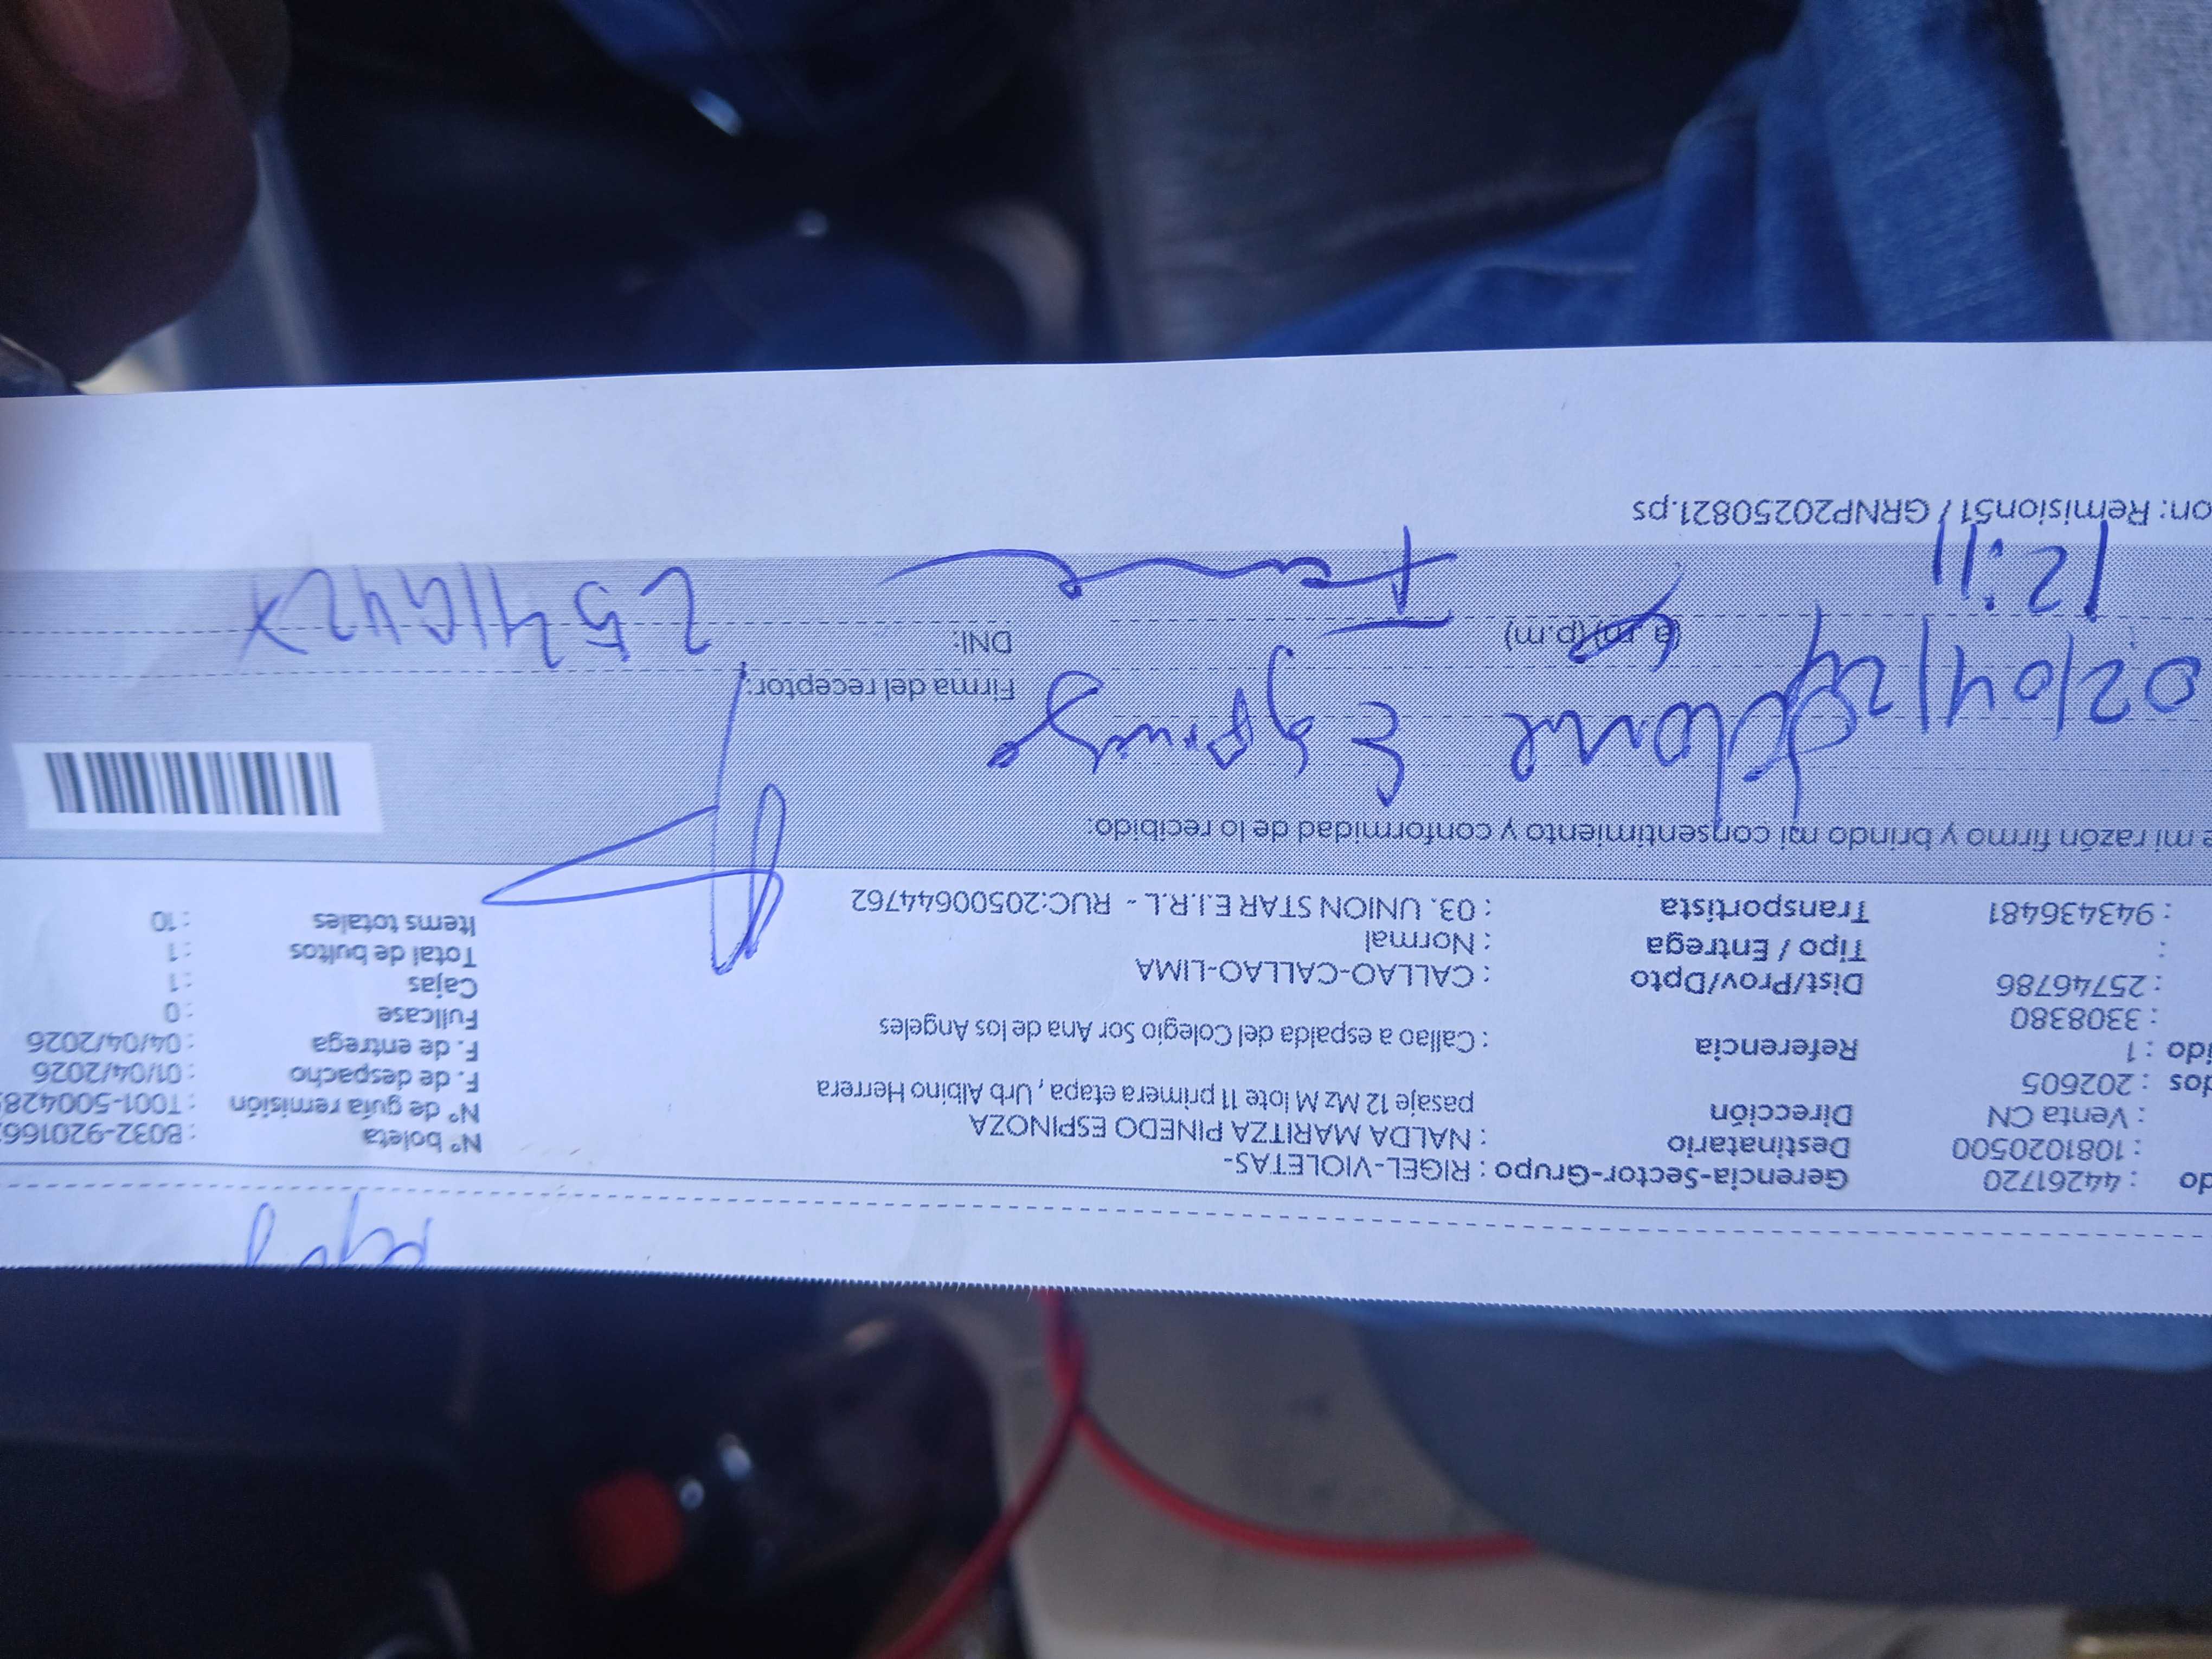 do : 44261720 Gerencia-Sector-Grupo : RIGEL-VIOLETAS-
: 1081020500 Destinatario : NALDA MARITZA PINEDO ESPINOZA Nº boleta : B032-920166
: Venta CN Dirección pasaje 12 Mz M lote 11 primera etapa, Urb Albino Herrera Nº de guía remisión : T001-500428
dos : 202605 F. de despacho : 01/04/2026
ido : 1 Referencia : Callao a espalda del Colegio Sor Ana de los Angeles F. de entrega : 04/04/2026
: 3308380 Fullcase : 0
: 25746786 Dist/Prov/Dpto : CALLAO-CALLAO-LIMA Cajas : 1
: Tipo / Entrega : Normal Total de bultos : 1
: 943436481 Transportista : 03. UNION STAR E.I.R.L - RUC:20500644762 Items totales : 10
e mi razón firmo y brindo mi consentimiento y conformidad de lo recibido:
02/04/26 Firma del receptor:
12:11 (a.m)(p.m) DNI:
on: Remision51 / GRNP20250821.ps